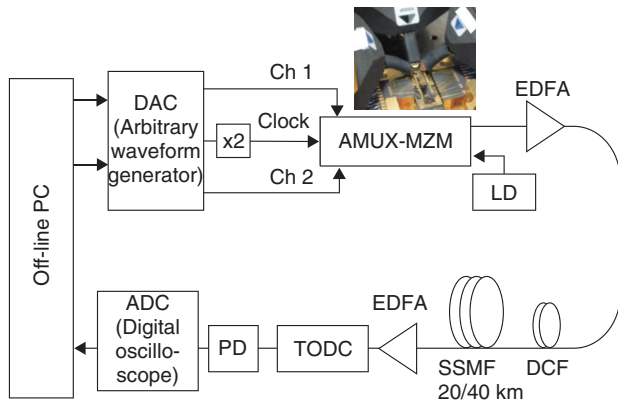 Off-line PC
DAC
(Arbitrary
waveform
generator)
Ch 1
x2
Clock
Ch 2
AMUX-MZM
EDFA
LD
ADC
(Digital
oscillo-
scope)
PD
TODC
EDFA
SSMF
20/40 km
DCF